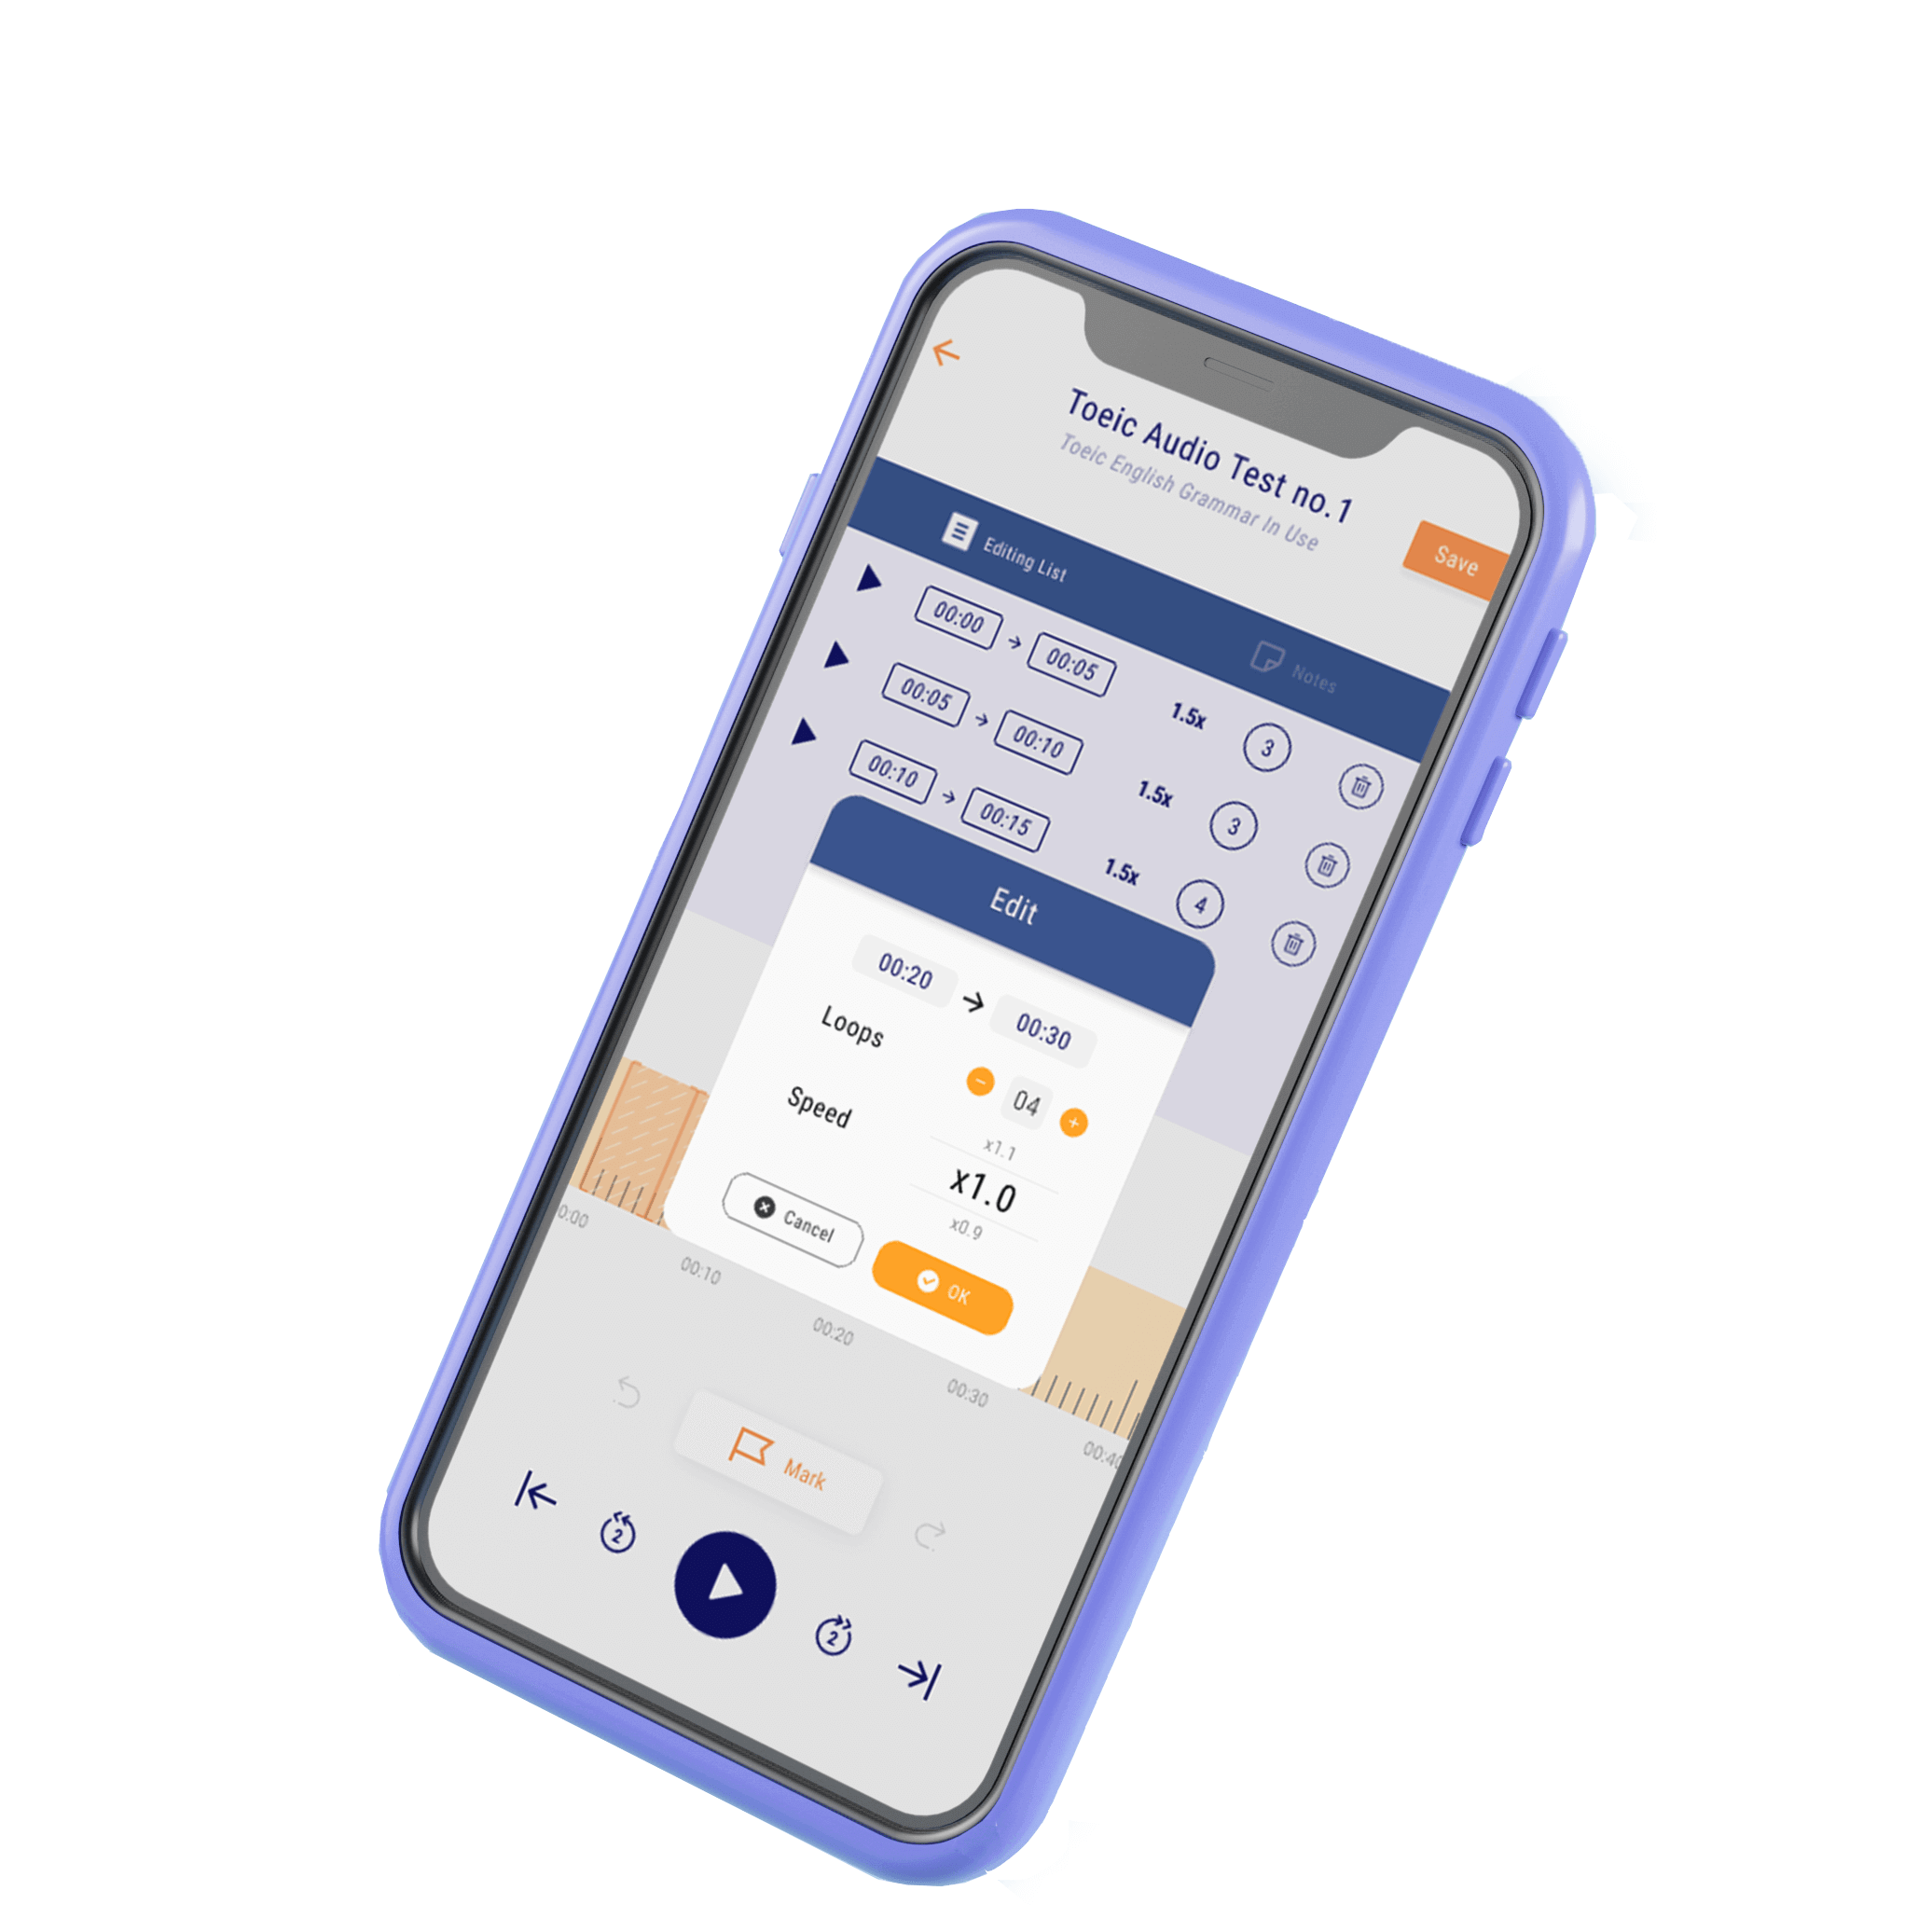 Toeic Audio Test no.1
Toeic English Grammar In Use
Save
Editing List
Notes
00:00 → 00:05 1.5x 3
00:05 → 00:10 1.5x 3
00:10 → 00:15 1.5x 4
Edit
00:20 → 00:30
Loops
− 04 +
Speed
x1.1
x1.0
x0.9
Cancel
OK
0:00
00:10
00:20
00:30
00:40
Mark
2
2